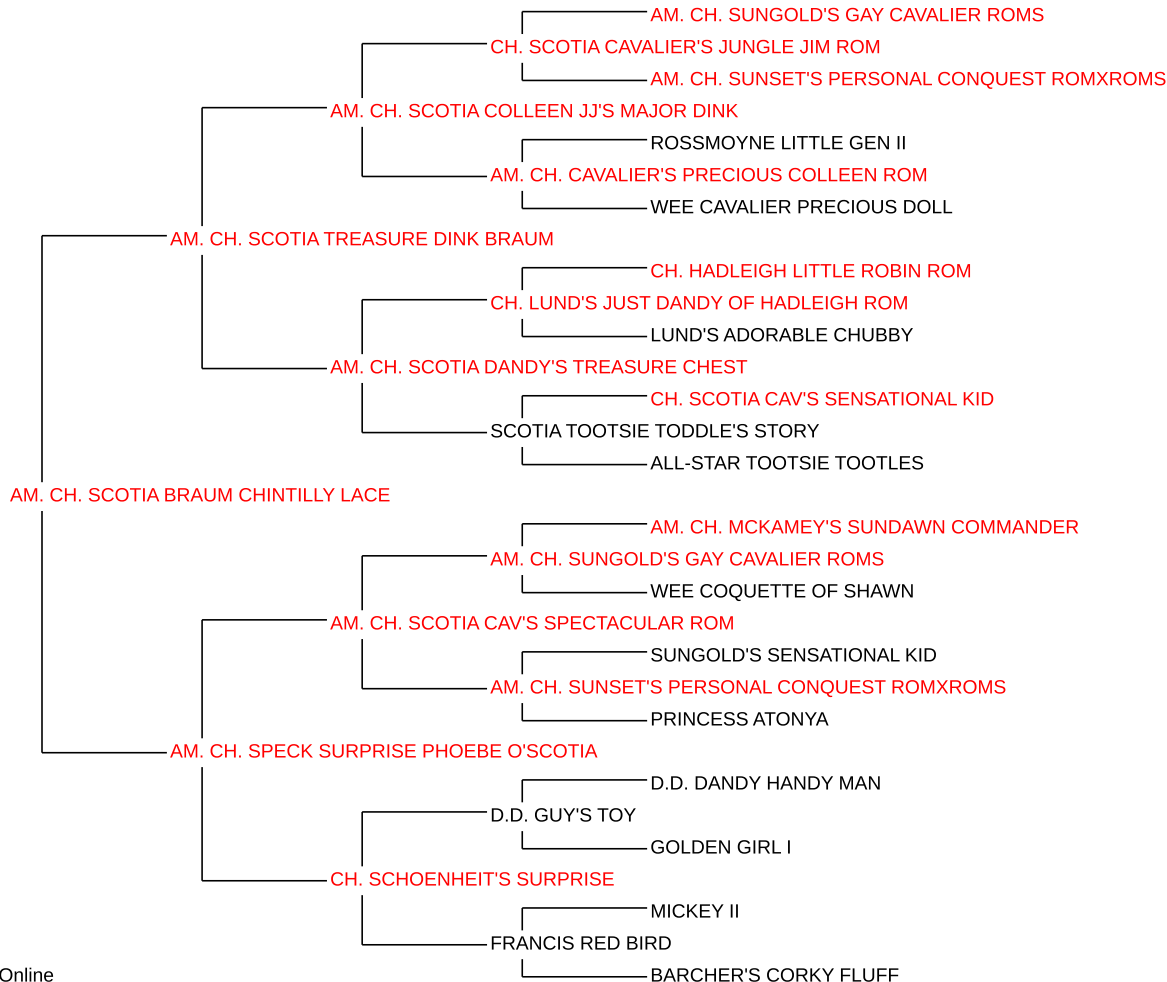 AM. CH. SUNGOLD'S GAY CAVALIER ROMS
CH. SCOTIA CAVALIER'S JUNGLE JIM ROM
AM. CH. SUNSET'S PERSONAL CONQUEST ROMXROMS
AM. CH. SCOTIA COLLEEN JJ'S MAJOR DINK
ROSSMOYNE LITTLE GEN II
AM. CH. CAVALIER'S PRECIOUS COLLEEN ROM
WEE CAVALIER PRECIOUS DOLL
AM. CH. SCOTIA TREASURE DINK BRAUM
CH. HADLEIGH LITTLE ROBIN ROM
CH. LUND'S JUST DANDY OF HADLEIGH ROM
LUND'S ADORABLE CHUBBY
AM. CH. SCOTIA DANDY'S TREASURE CHEST
CH. SCOTIA CAV'S SENSATIONAL KID
SCOTIA TOOTSIE TODDLE'S STORY
ALL-STAR TOOTSIE TOOTLES
AM. CH. SCOTIA BRAUM CHINTILLY LACE
AM. CH. MCKAMEY'S SUNDAWN COMMANDER
AM. CH. SUNGOLD'S GAY CAVALIER ROMS
WEE COQUETTE OF SHAWN
AM. CH. SCOTIA CAV'S SPECTACULAR ROM
SUNGOLD'S SENSATIONAL KID
AM. CH. SUNSET'S PERSONAL CONQUEST ROMXROMS
PRINCESS ATONYA
AM. CH. SPECK SURPRISE PHOEBE O'SCOTIA
D.D. DANDY HANDY MAN
D.D. GUY'S TOY
GOLDEN GIRL I
CH. SCHOENHEIT'S SURPRISE
MICKEY II
FRANCIS RED BIRD
BARCHER'S CORKY FLUFF
Online